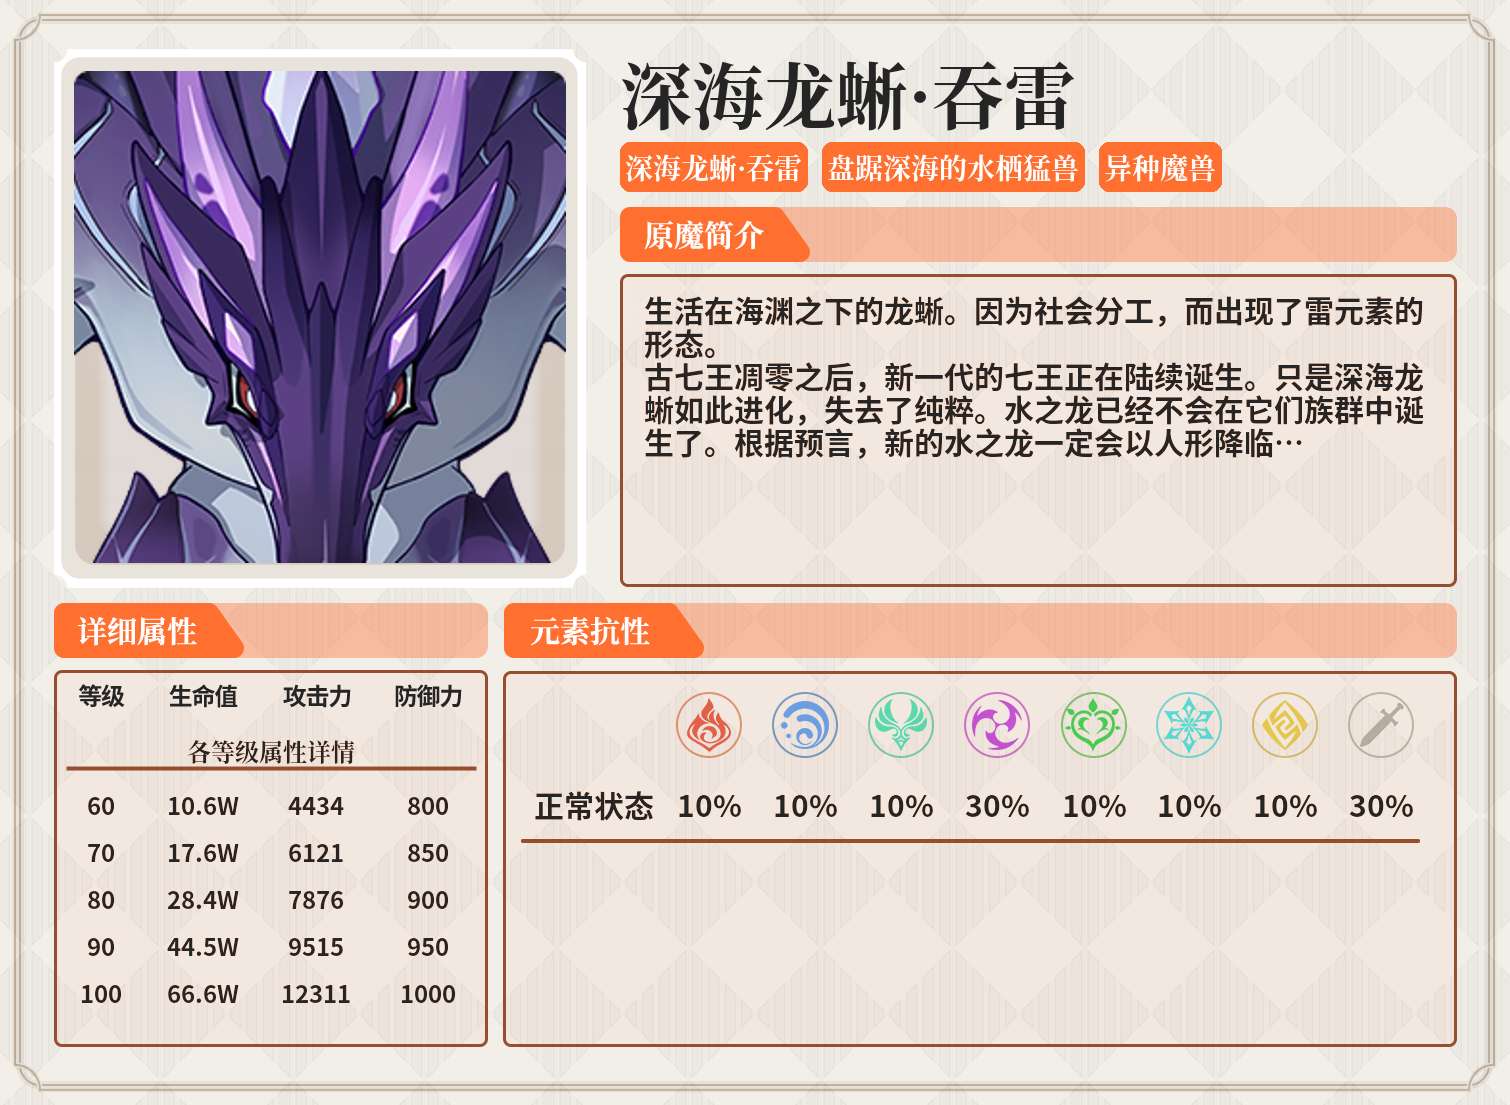 深海龙蜥·吞雷
深海龙蜥·吞雷 盘踞深海的水栖猛兽 异种魔兽
原魔简介
生活在海渊之下的龙蜥。因为社会分工，而出现了雷元素的
形态。
古七王凋零之后，新一代的七王正在陆续诞生。只是深海龙
蜥如此进化，失去了纯粹。水之龙已经不会在它们族群中诞
生了。根据预言，新的水之龙一定会以人形降临…
详细属性
等级 生命值 攻击力 防御力
各等级属性详情
60 10.6W 4434 800
70 17.6W 6121 850
80 28.4W 7876 900
90 44.5W 9515 950
100 66.6W 12311 1000
元素抗性
正常状态 10% 10% 10% 30% 10% 10% 10% 30%